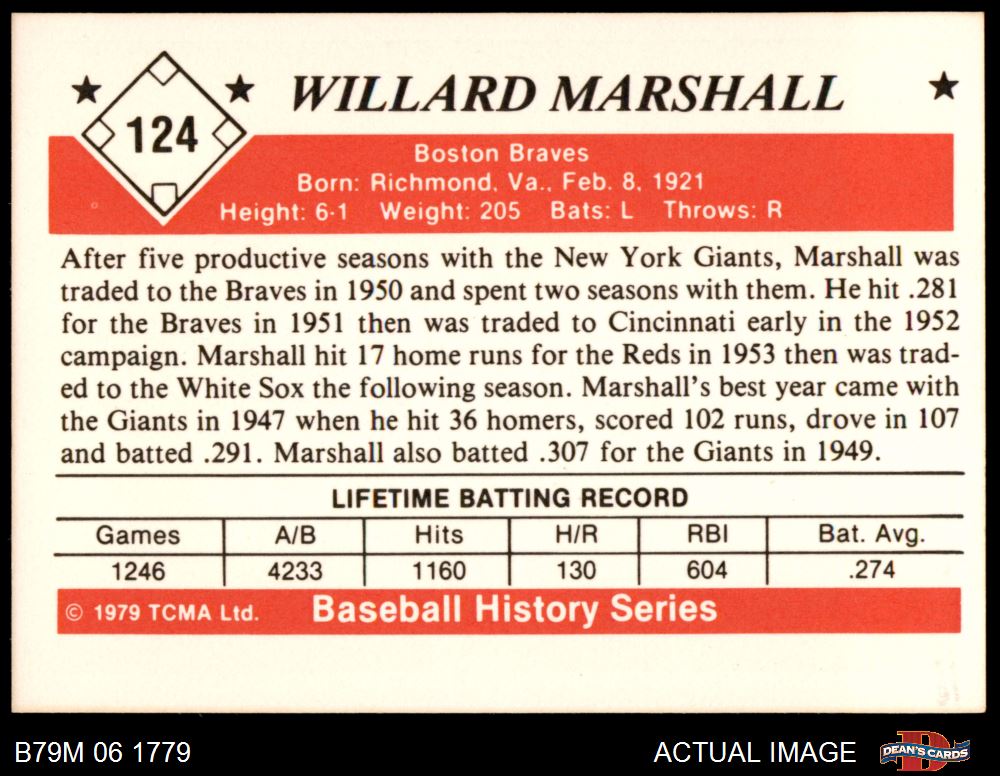 124
WILLARD MARSHALL
Boston Braves
Born: Richmond, Va., Feb. 8, 1921
Height: 6-1 Weight: 205 Bats: L Throws: R
After five productive seasons with the New York Giants, Marshall was
traded to the Braves in 1950 and spent two seasons with them. He hit .281
for the Braves in 1951 then was traded to Cincinnati early in the 1952
campaign. Marshall hit 17 home runs for the Reds in 1953 then was trad-
ed to the White Sox the following season. Marshall's best year came with
the Giants in 1947 when he hit 36 homers, scored 102 runs, drove in 107
and batted .291. Marshall also batted .307 for the Giants in 1949.
LIFETIME BATTING RECORD
Games A/B Hits H/R RBI Bat. Avg.
1246 4233 1160 130 604 .274
© 1979 TCMA Ltd. Baseball History Series
B79M 06 1779 ACTUAL IMAGE DEAN'S CARDS